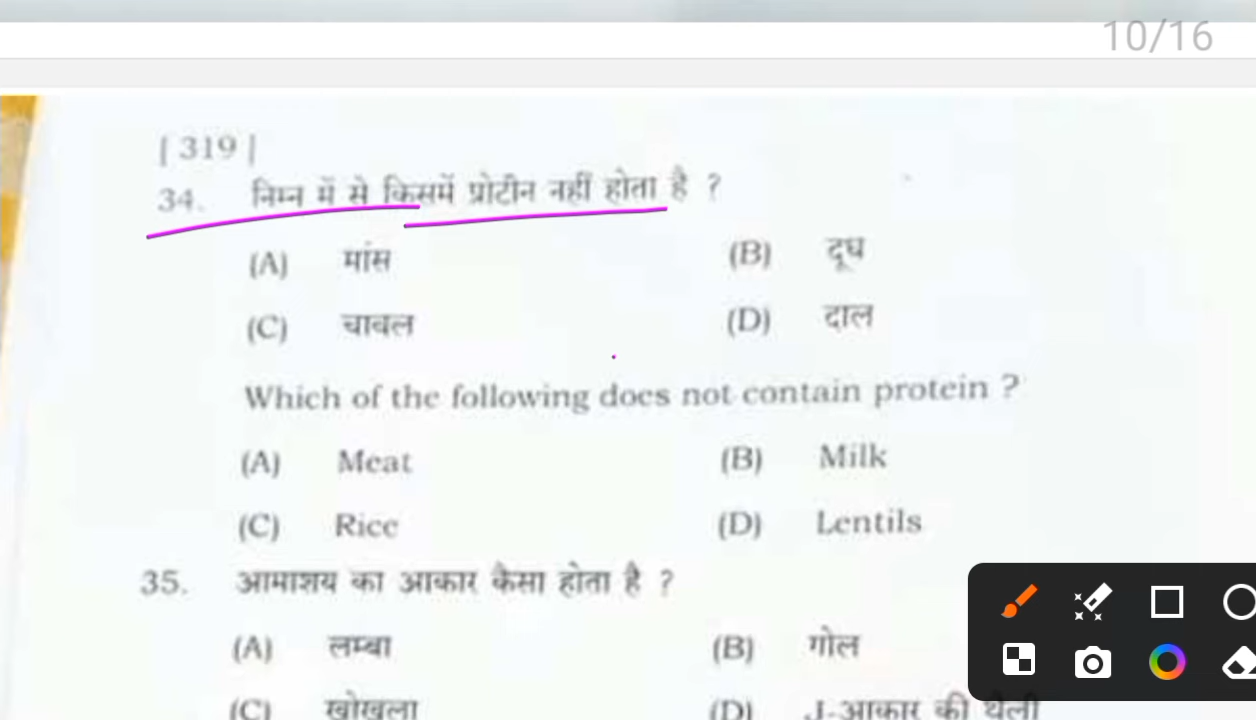 10/16
[ 319 ]
34. निम्न में से किसमें प्रोटीन नहीं होता है ?
(A) मांस (B) दूध
(C) चावल (D) दाल
Which of the following does not contain protein ?
(A) Meat (B) Milk
(C) Rice (D) Lentils
35. आमाशय का आकार कैसा होता है ?
(A) लम्बा (B) गोल
(C) खोखला (D) J-आकार की थैली